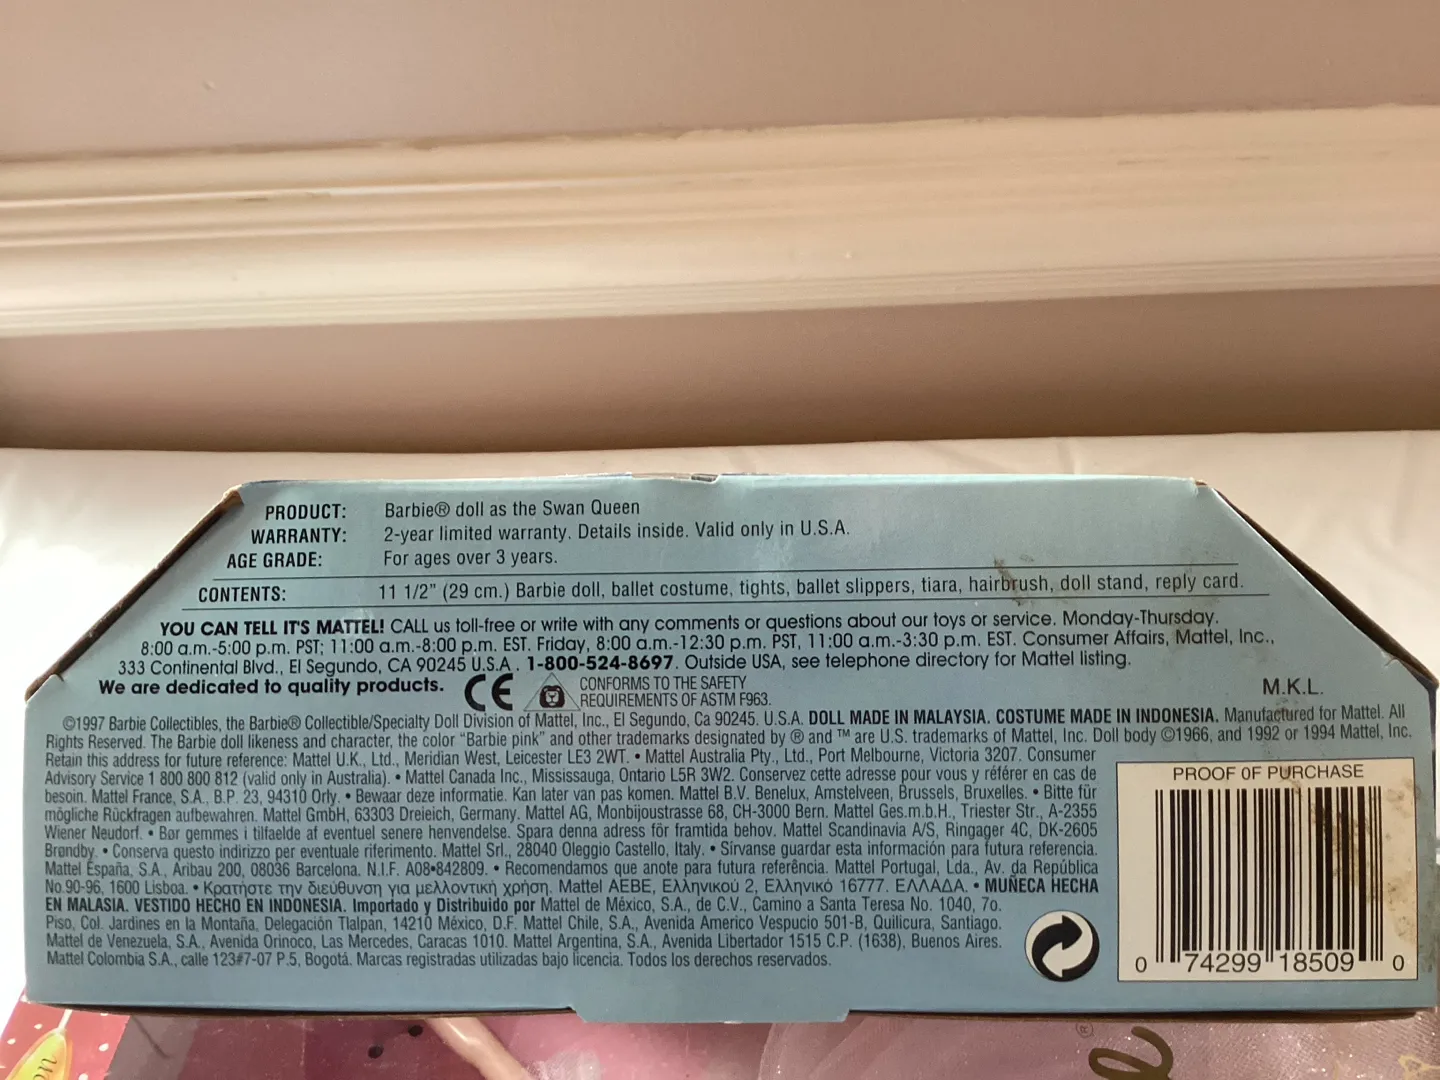 PRODUCT: Barbie® doll as the Swan Queen
WARRANTY: 2-year limited warranty. Details inside. Valid only in U.S.A.
AGE GRADE: For ages over 3 years.
CONTENTS: 11 1/2" (29 cm.) Barbie doll, ballet costume, tights, ballet slippers, tiara, hairbrush, doll stand, reply card.
YOU CAN TELL IT'S MATTEL! CALL us toll-free or write with any comments or questions about our toys or service. Monday-Thursday.
8:00 a.m.-5:00 p.m. PST; 11:00 a.m.-8:00 p.m. EST. Friday, 8:00 a.m.-12:30 p.m. PST, 11:00 a.m.-3:30 p.m. EST. Consumer Affairs, Mattel, Inc.,
333 Continental Blvd., El Segundo, CA 90245 U.S.A. 1-800-524-8697. Outside USA, see telephone directory for Mattel listing.
We are dedicated to quality products. CE CONFORMS TO THE SAFETY
REQUIREMENTS OF ASTM F963.
M.K.L.
©1997 Barbie Collectibles, the Barbie® Collectible/Specialty Doll Division of Mattel, Inc., El Segundo, Ca 90245. U.S.A. DOLL MADE IN MALAYSIA. COSTUME MADE IN INDONESIA. Manufactured for Mattel. All
Rights Reserved. The Barbie doll likeness and character, the color "Barbie pink" and other trademarks designated by ® and ™ are U.S. trademarks of Mattel, Inc. Doll body ©1966, and 1992 or 1994 Mattel, Inc.
Retain this address for future reference: Mattel U.K., Ltd., Meridian West, Leicester LE3 2WT. • Mattel Australia Pty., Ltd., Port Melbourne, Victoria 3207. Consumer
Advisory Service 1 800 800 812 (valid only in Australia). • Mattel Canada Inc., Mississauga, Ontario L5R 3W2. Conservez cette adresse pour vous y référer en cas de
besoin. Mattel France, S.A., B.P. 23, 94310 Orly. • Bewaar deze informatie. Kan later van pas komen. Mattel B.V. Benelux, Amstelveen, Brussels, Bruxelles. • Bitte für
mögliche Rückfragen aufbewahren. Mattel GmbH, 63303 Dreieich, Germany. Mattel AG, Monbijoustrasse 68, CH-3000 Bern. Mattel Ges.m.b.H., Triester Str., A-2355
Wiener Neudorf. • Bør gemmes i tilfaelde af eventuel senere henvendelse. Spara denna adress för framtida behov. Mattel Scandinavia A/S, Ringager 4C, DK-2605
Brøndby. • Conserva questo indirizzo per eventuale riferimento. Mattel Srl., 28040 Oleggio Castello, Italy. • Sírvanse guardar esta información para futura referencia.
Mattel España, S.A., Aribau 200, 08036 Barcelona. N.I.F. A08•842809. • Recomendamos que anote para futura referência. Mattel Portugal, Lda., Av. da República
No.90-96, 1600 Lisboa. • Κρατήστε την διεύθυνση για μελλοντική χρήση. Mattel ΑΕΒΕ, Ελληνικού 2, Ελληνικό 16777. ΕΛΛΑΔΑ. • MUÑECA HECHA
EN MALASIA. VESTIDO HECHO EN INDONESIA. Importado y Distribuido por Mattel de México, S.A., de C.V., Camino a Santa Teresa No. 1040, 7o.
Piso, Col. Jardines en la Montaña, Delegación Tlalpan, 14210 México, D.F. Mattel Chile, S.A., Avenida Americo Vespucio 501-B, Quilicura, Santiago.
Mattel de Venezuela, S.A., Avenida Orinoco, Las Mercedes, Caracas 1010. Mattel Argentina, S.A., Avenida Libertador 1515 C.P. (1638), Buenos Aires.
Mattel Colombia S.A., calle 123#7-07 P.5, Bogotá. Marcas registradas utilizadas bajo licencia. Todos los derechos reservados.
PROOF OF PURCHASE
0 74299 18509 0